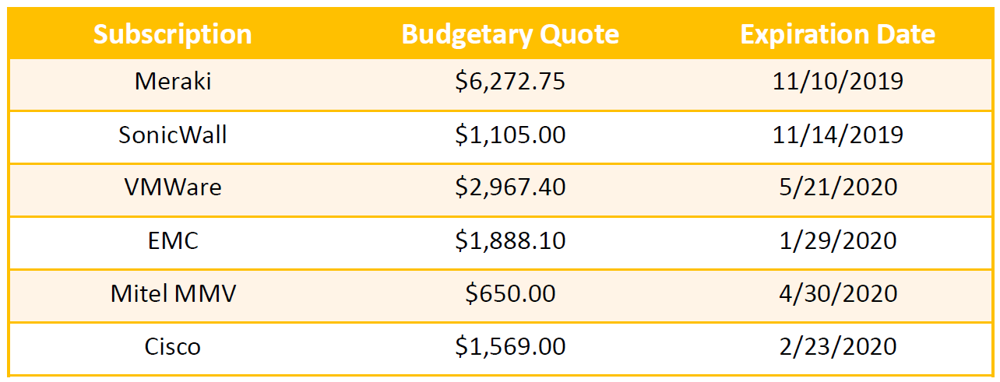 Subscription Budgetary Quote Expiration Date
Meraki $6,272.75 11/10/2019
SonicWall $1,105.00 11/14/2019
VMWare $2,967.40 5/21/2020
EMC $1,888.10 1/29/2020
Mitel MMV $650.00 4/30/2020
Cisco $1,569.00 2/23/2020